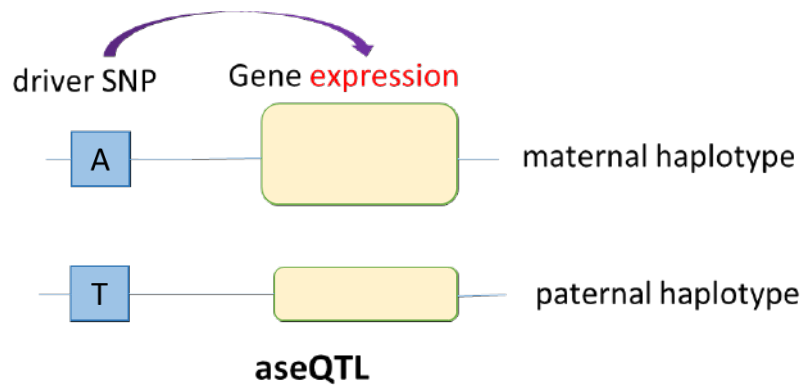 driver SNP
Gene expression
A
maternal haplotype
T
paternal haplotype
aseQTL